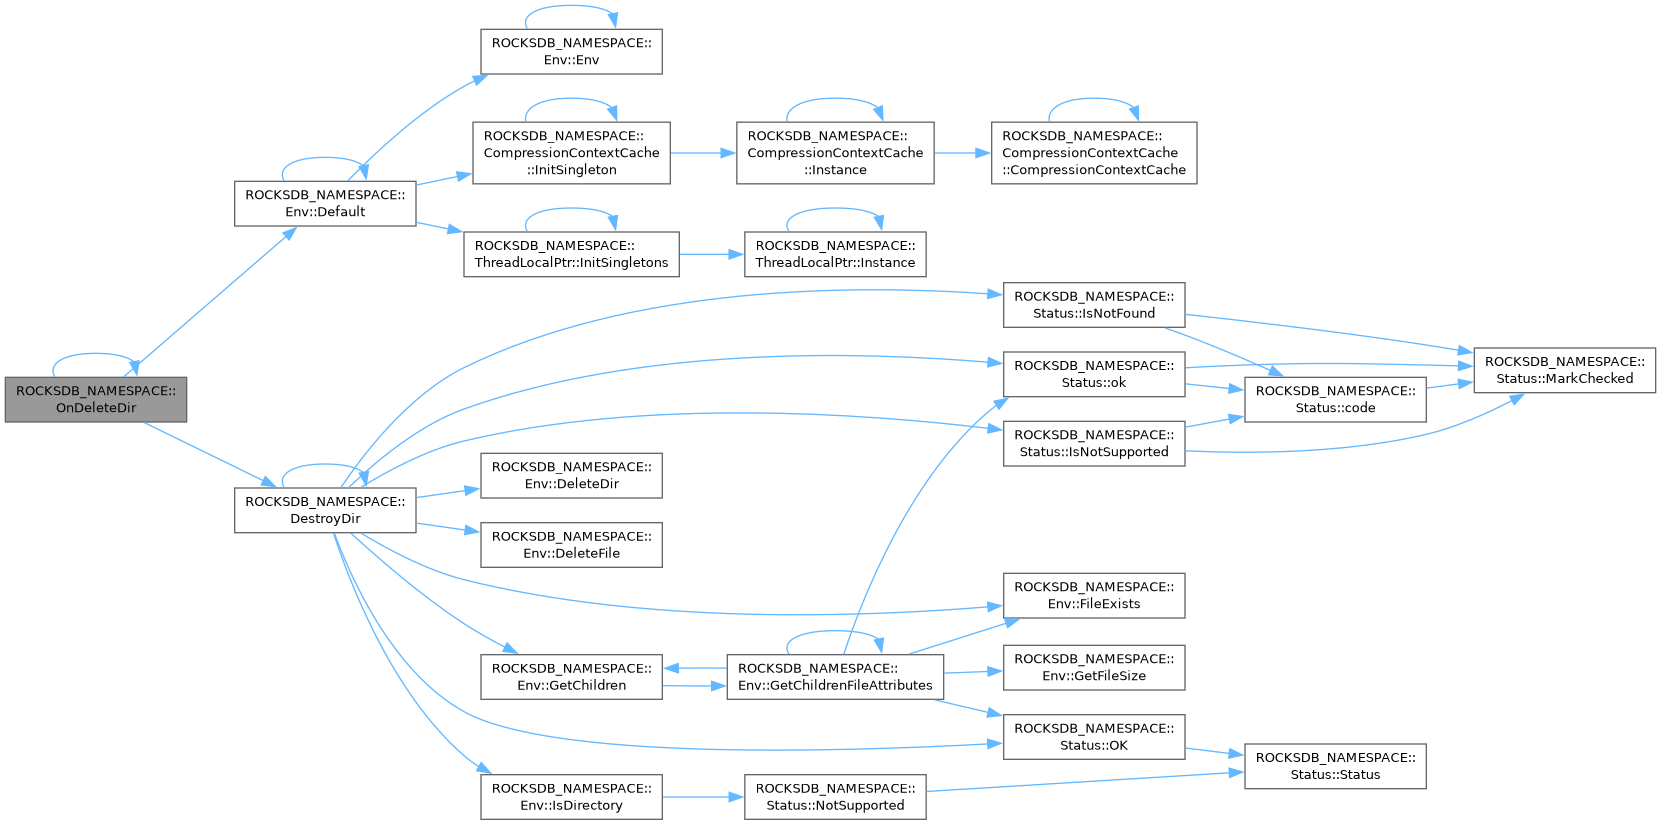 ROCKSDB_NAMESPACE::
OnDeleteDir
ROCKSDB_NAMESPACE::
Env::Default
ROCKSDB_NAMESPACE::
Env::Env
ROCKSDB_NAMESPACE::
CompressionContextCache
::InitSingleton
ROCKSDB_NAMESPACE::
CompressionContextCache
::Instance
ROCKSDB_NAMESPACE::
CompressionContextCache
::CompressionContextCache
ROCKSDB_NAMESPACE::
ThreadLocalPtr::InitSingletons
ROCKSDB_NAMESPACE::
ThreadLocalPtr::Instance
ROCKSDB_NAMESPACE::
DestroyDir
ROCKSDB_NAMESPACE::
Status::IsNotFound
ROCKSDB_NAMESPACE::
Status::ok
ROCKSDB_NAMESPACE::
Status::IsNotSupported
ROCKSDB_NAMESPACE::
Status::code
ROCKSDB_NAMESPACE::
Status::MarkChecked
ROCKSDB_NAMESPACE::
Env::DeleteDir
ROCKSDB_NAMESPACE::
Env::DeleteFile
ROCKSDB_NAMESPACE::
Env::FileExists
ROCKSDB_NAMESPACE::
Env::GetChildren
ROCKSDB_NAMESPACE::
Env::GetChildrenFileAttributes
ROCKSDB_NAMESPACE::
Env::GetFileSize
ROCKSDB_NAMESPACE::
Status::OK
ROCKSDB_NAMESPACE::
Status::Status
ROCKSDB_NAMESPACE::
Env::IsDirectory
ROCKSDB_NAMESPACE::
Status::NotSupported